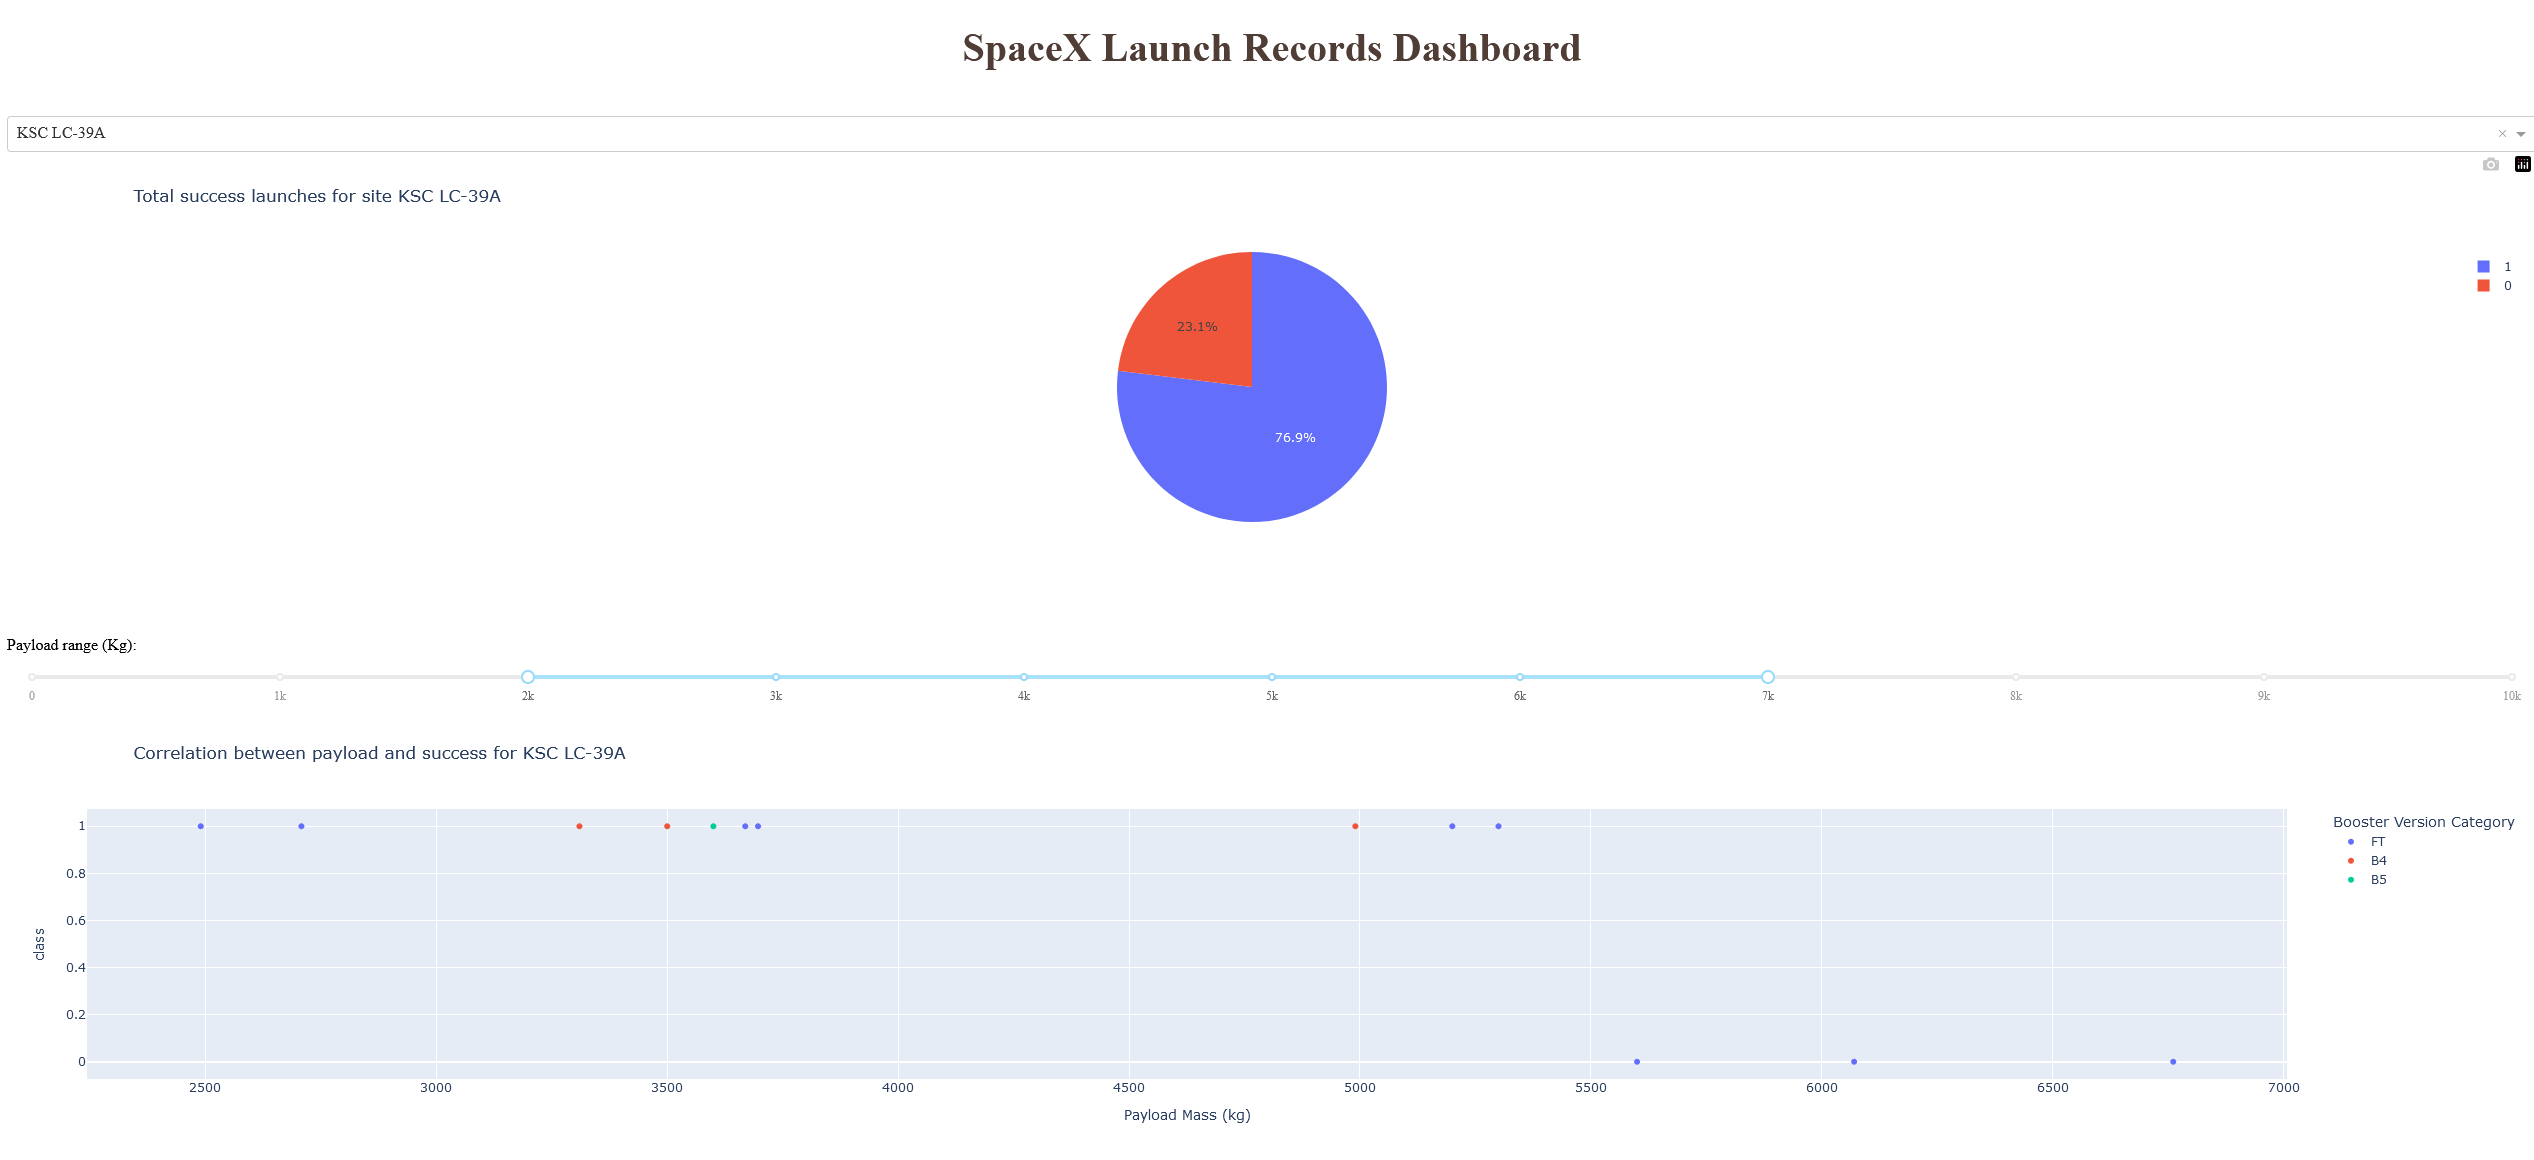 SpaceX Launch Records Dashboard
KSC LC-39A
Total success launches for site KSC LC-39A
1
0
23.1%
76.9%
Payload range (Kg):
0 1k 2k 3k 4k 5k 6k 7k 8k 9k 10k
Correlation between payload and success for KSC LC-39A
Booster Version Category
FT
B4
B5
1
0.8
0.6
0.4
0.2
0
class
2500 3000 3500 4000 4500 5000 5500 6000 6500 7000
Payload Mass (kg)